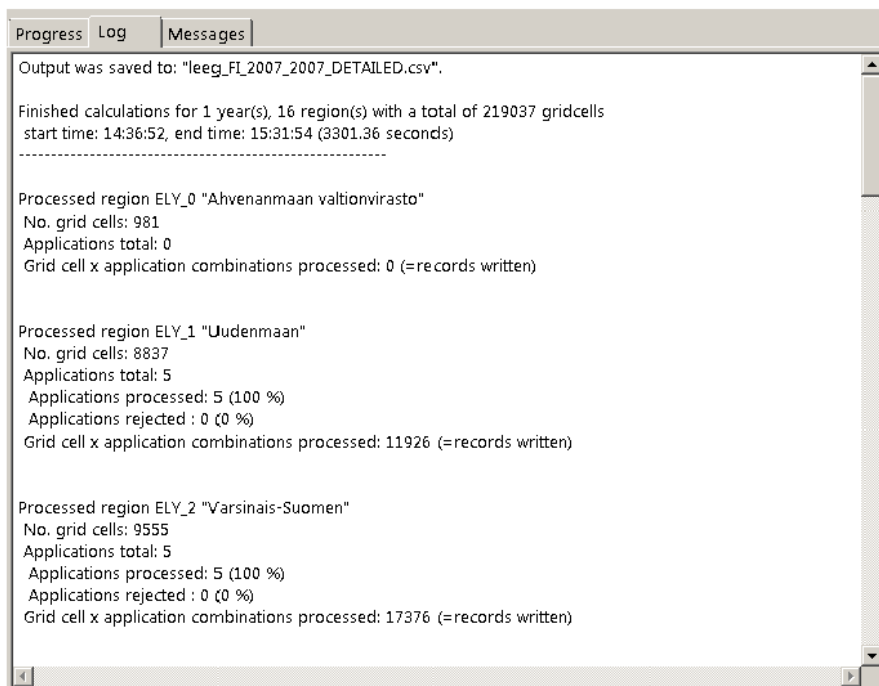 Progress Log Messages
Output was saved to: "leeg_FI_2007_2007_DETAILED.csv".
Finished calculations for 1 year(s), 16 region(s) with a total of 219037 gridcells
start time: 14:36:52, end time: 15:31:54 (3301.36 seconds)
---------------------------------------------------------
Processed region ELY_0 "Ahvenanmaan valtionvirasto"
No. grid cells: 981
Applications total: 0
Grid cell x application combinations processed: 0 (=records written)
Processed region ELY_1 "Uudenmaan"
No. grid cells: 8837
Applications total: 5
Applications processed: 5 (100 %)
Applications rejected : 0 (0 %)
Grid cell x application combinations processed: 11926 (=records written)
Processed region ELY_2 "Varsinais-Suomen"
No. grid cells: 9555
Applications total: 5
Applications processed: 5 (100 %)
Applications rejected : 0 (0 %)
Grid cell x application combinations processed: 17376 (=records written)